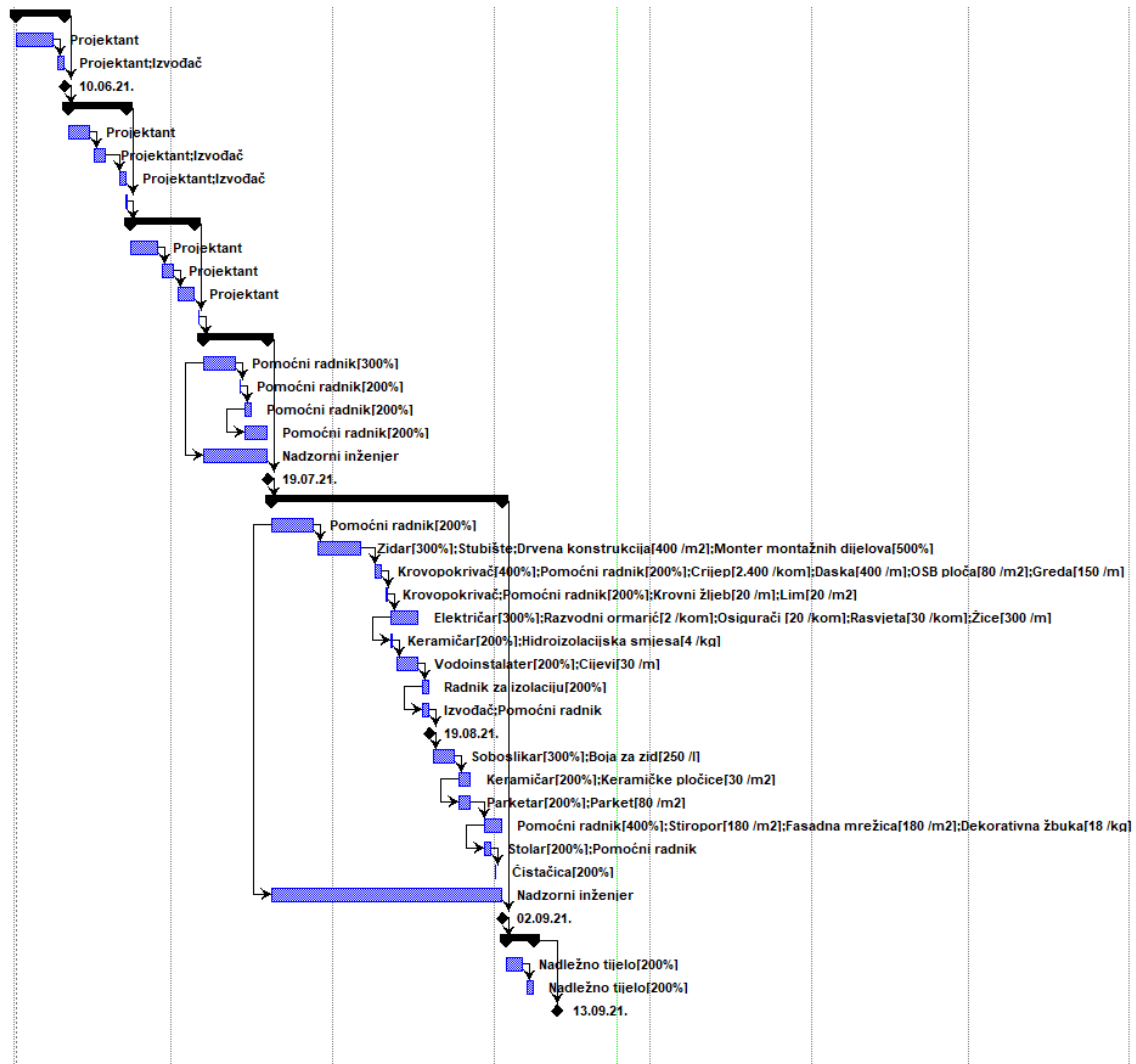 Projektant
Projektant;Izvođač
10.06.21.
Projektant
Projektant;Izvođač
Projektant;Izvođač
Projektant
Projektant
Projektant
Pomoćni radnik[300%]
Pomoćni radnik[200%]
Pomoćni radnik[200%]
Pomoćni radnik[200%]
Nadzorni inženjer
19.07.21.
Pomoćni radnik[200%]
Zidar[300%];Stubište;Drvena konstrukcija[400 /m2];Monter montažnih dijelova[500%]
Krovopokrivač[400%];Pomoćni radnik[200%];Crijep[2.400 /kom];Daska[400 /m];OSB ploča[80 /m2];Greda[150 /m]
Krovopokrivač;Pomoćni radnik[200%];Krovni žljeb[20 /m];Lim[20 /m2]
Električar[300%];Razvodni ormarić[2 /kom];Osigurači [20 /kom];Rasvjeta[30 /kom];Žice[300 /m]
Keramičar[200%];Hidroizolacijska smjesa[4 /kg]
Vodoinstalater[200%];Cijevi[30 /m]
Radnik za izolaciju[200%]
Izvođač;Pomoćni radnik
19.08.21.
Soboslikar[300%];Boja za zid[250 /l]
Keramičar[200%];Keramičke pločice[30 /m2]
Parketar[200%];Parket[80 /m2]
Pomoćni radnik[400%];Stiropor[180 /m2];Fasadna mrežica[180 /m2];Dekorativna žbuka[18 /kg]
Stolar[200%];Pomoćni radnik
Čistačica[200%]
Nadzorni inženjer
02.09.21.
Nadležno tijelo[200%]
Nadležno tijelo[200%]
13.09.21.